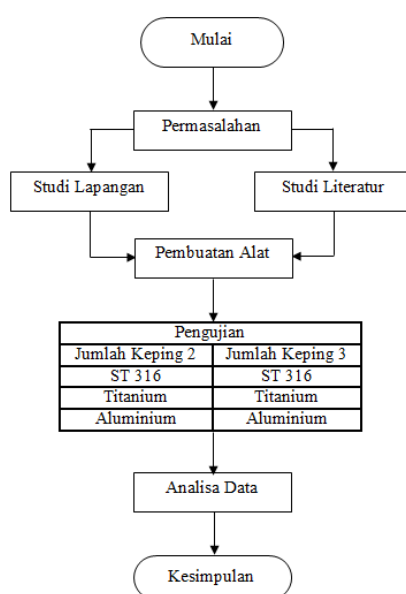 Mulai
Permasalahan
Studi Lapangan
Studi Literatur
Pembuatan Alat
Pengujian
Jumlah Keping 2
Jumlah Keping 3
ST 316
ST 316
Titanium
Titanium
Aluminium
Aluminium
Analisa Data
Kesimpulan